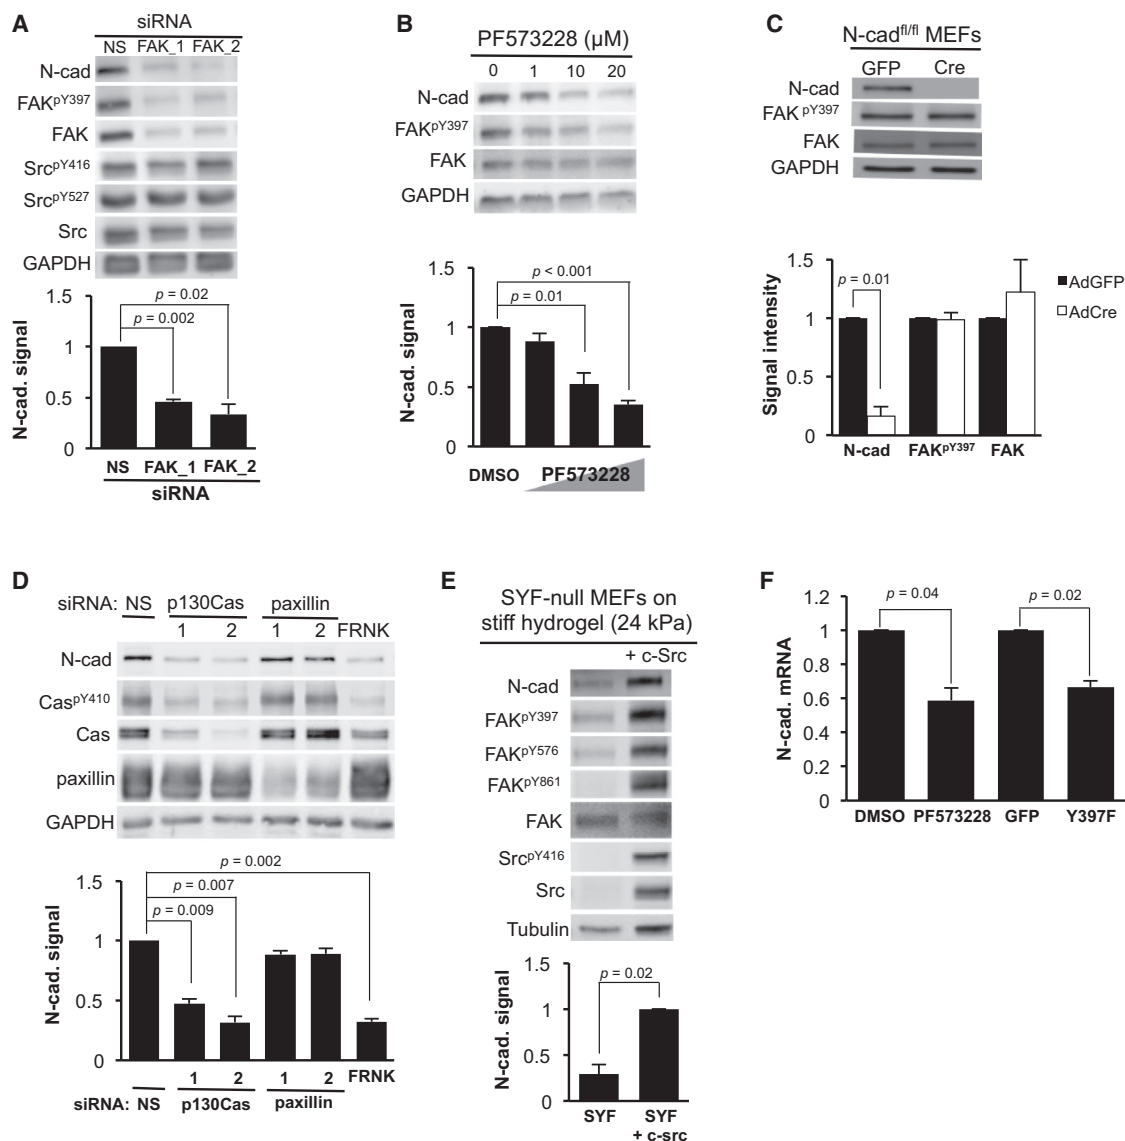 A
siRNA
NS FAK_1 FAK_2
N-cad
FAKpY397
FAK
SrcpY416
SrcpY527
Src
GAPDH
1.5
1
0.5
0
N-cad. signal
p = 0.02
p = 0.002
NS FAK_1 FAK_2
siRNA
B
PF573228 (µM)
0 1 10 20
N-cad
FAKpY397
FAK
GAPDH
1.5
1
0.5
0
N-cad. signal
p < 0.001
p = 0.01
DMSO PF573228
C
N-cadfl/fl MEFs
GFP Cre
N-cad
FAK pY397
FAK
GAPDH
1.5
1
0.5
0
Signal intensity
p = 0.01
AdGFP
AdCre
N-cad FAKpY397 FAK
D
siRNA: NS p130Cas paxillin
1 2 1 2 FRNK
N-cad
CaspY410
Cas
paxillin
GAPDH
1.5
1
0.5
0
N-cad. signal
p = 0.002
p = 0.007
p = 0.009
1 2 1 2 FRNK
siRNA: NS p130Cas paxillin
E
SYF-null MEFs on
stiff hydrogel (24 kPa)
+ c-Src
N-cad
FAKpY397
FAKpY576
FAKpY861
FAK
SrcpY416
Src
Tubulin
1.5
1
0.5
0
N-cad. signal
p = 0.02
SYF SYF
+ c-src
F
1.2
1
0.8
0.6
0.4
0.2
0
N-cad. mRNA
p = 0.04
p = 0.02
DMSO PF573228 GFP Y397F